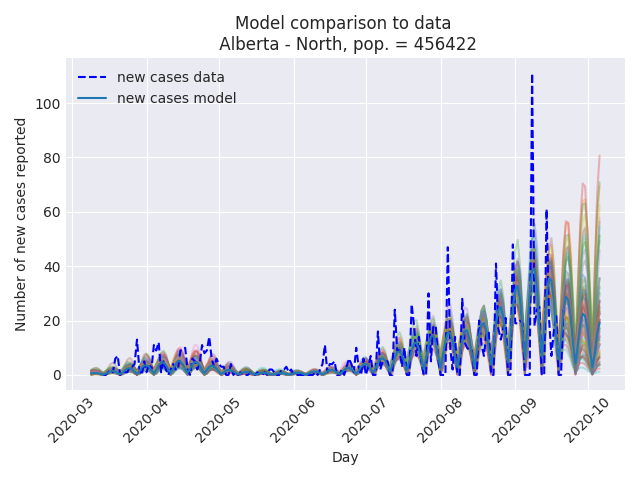 Model comparison to data
Alberta - North, pop. = 456422
new cases data
new cases model
Number of new cases reported
100
80
60
40
20
0
2020-03
2020-04
2020-05
2020-06
2020-07
2020-08
2020-09
2020-10
Day